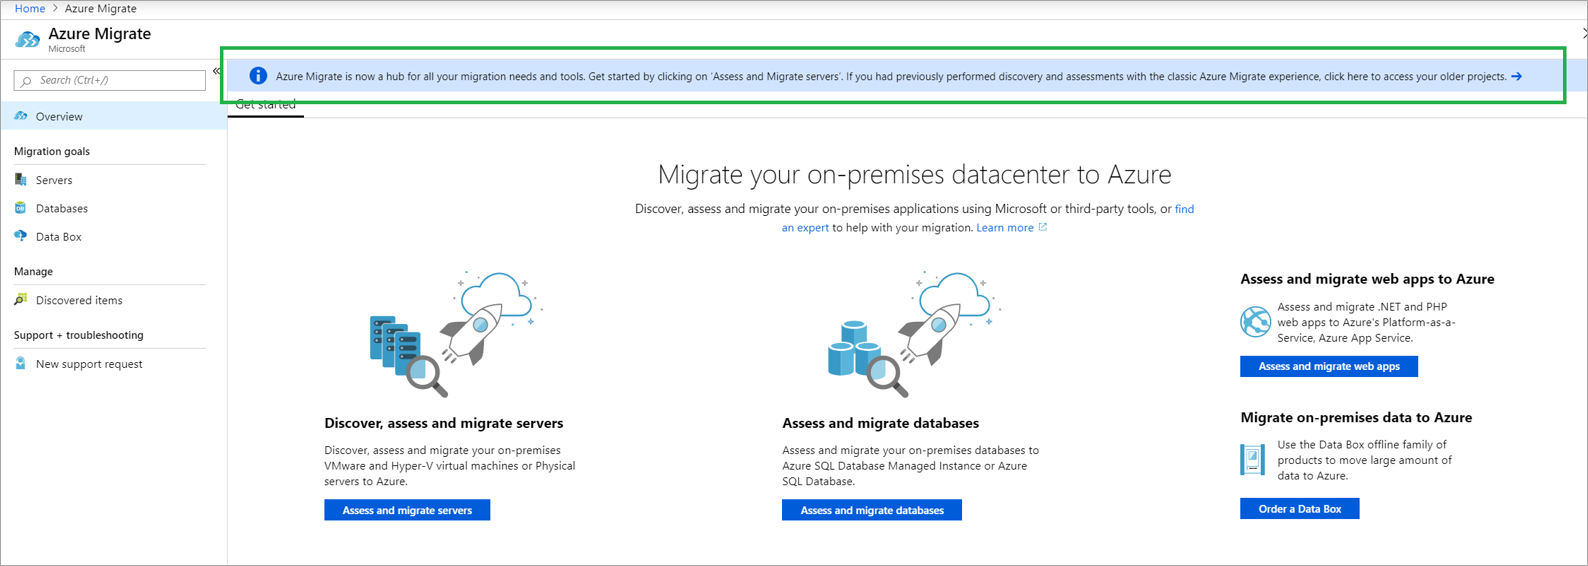 Home > Azure Migrate
Azure Migrate
Microsoft
Search (Ctrl+/)
«
Overview
Migration goals
Servers
Databases
Data Box
Manage
Discovered items
Support + troubleshooting
New support request
Azure Migrate is now a hub for all your migration needs and tools. Get started by clicking on 'Assess and Migrate servers'. If you had previously performed discovery and assessments with the classic Azure Migrate experience, click here to access your older projects. →
Get started
Migrate your on-premises datacenter to Azure
Discover, assess and migrate your on-premises applications using Microsoft or third-party tools, or find
an expert to help with your migration. Learn more
Discover, assess and migrate servers
Discover, assess and migrate your on-premises
VMware and Hyper-V virtual machines or Physical
servers to Azure.
Assess and migrate servers
Assess and migrate databases
Assess and migrate your on-premises databases to
Azure SQL Database Managed Instance or Azure
SQL Database.
Assess and migrate databases
Assess and migrate web apps to Azure
Assess and migrate .NET and PHP
web apps to Azure's Platform-as-a-
Service, Azure App Service.
Assess and migrate web apps
Migrate on-premises data to Azure
Use the Data Box offline family of
products to move large amount of
data to Azure.
Order a Data Box